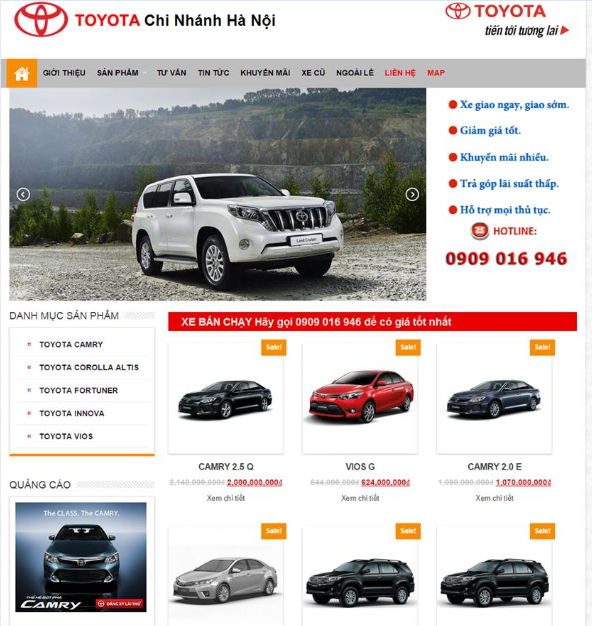 TOYOTA Chi Nhánh Hà Nội
TOYOTA
tiến tới tương lai
GIỚI THIỆU SẢN PHẨM TƯ VẤN TIN TỨC KHUYẾN MÃI XE CŨ NGOẠI LỆ LIÊN HỆ MAP
Xe giao ngay, giao sớm.
Giảm giá tốt.
Khuyến mãi nhiều.
Trả góp lãi suất thấp.
Hỗ trợ mọi thủ tục.
HOTLINE:
0909 016 946
Land Cruiser
DANH MỤC SẢN PHẨM
TOYOTA CAMRY
TOYOTA COROLLA ALTIS
TOYOTA FORTUNER
TOYOTA INNOVA
TOYOTA VIOS
QUẢNG CÁO
The CLASS. The CAMRY.
THẾ HỆ ĐỘT PHÁ
CAMRY
ĐĂNG KÝ LÁI THỬ
XE BÁN CHẠY Hãy gọi 0909 016 946 để có giá tốt nhất
Sale!
Sale!
Sale!
CAMRY 2.5 Q
2,140,000,000₫ 2,000,000,000₫
Xem chi tiết
VIOS G
644,000,000₫ 624,000,000₫
Xem chi tiết
CAMRY 2.0 E
1,080,000,000₫ 1,070,000,000₫
Xem chi tiết
Sale!
Sale!
Sale!